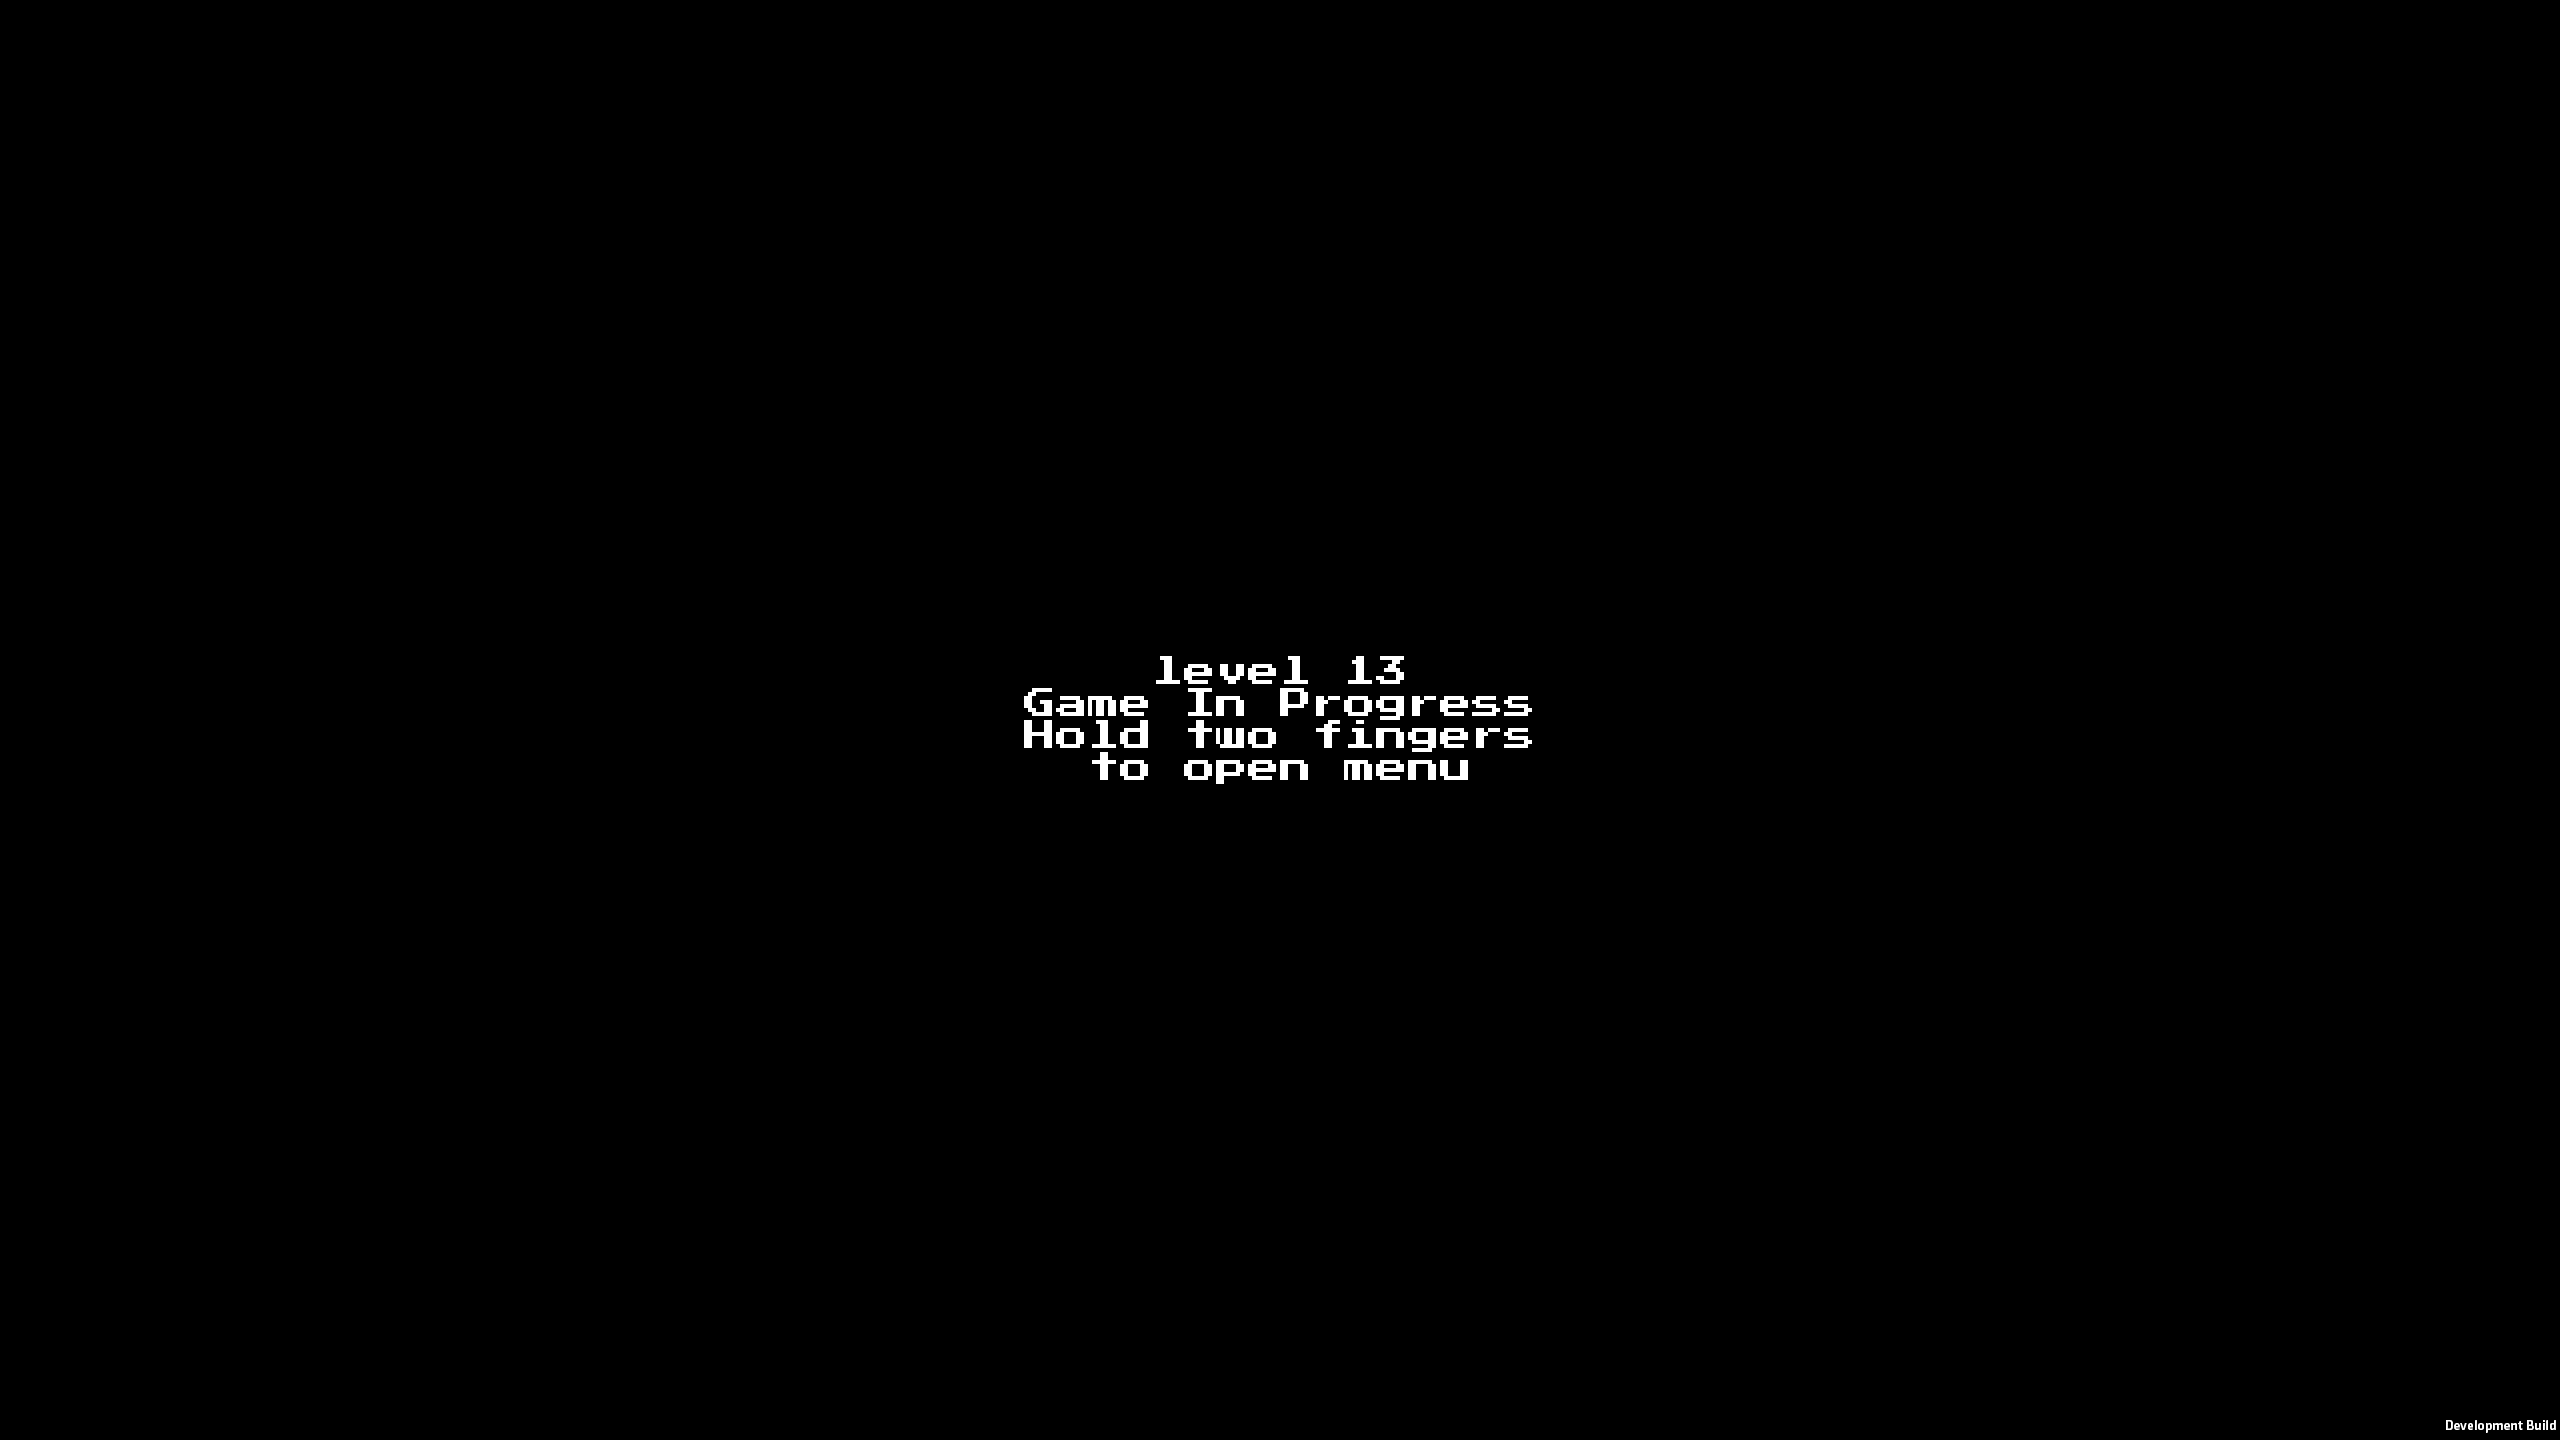 level 13
Game In Progress
Hold two fingers
to open menu
Development Build